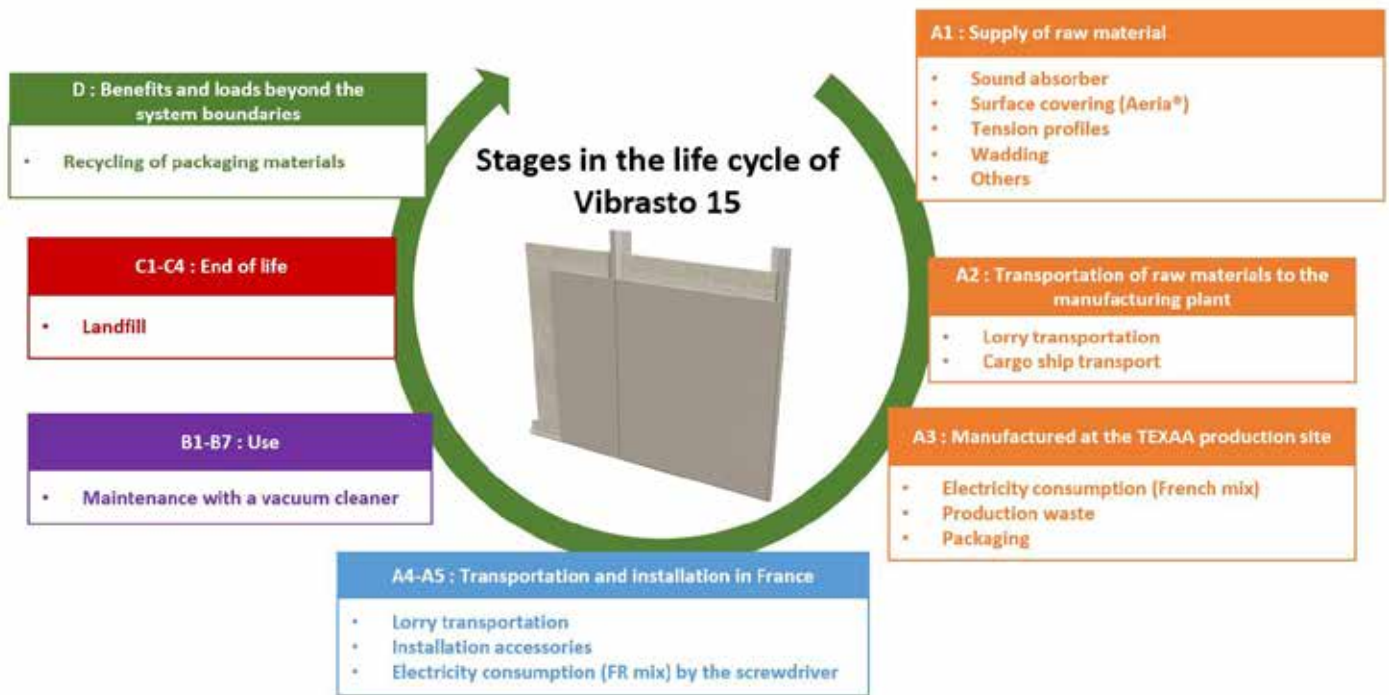 Stages in the life cycle of
Vibrasto 15
A1 : Supply of raw material
• Sound absorber
• Surface covering (Aeria®)
• Tension profiles
• Wadding
• Others
A2 : Transportation of raw materials to the
manufacturing plant
• Lorry transportation
• Cargo ship transport
A3 : Manufactured at the TEXAA production site
• Electricity consumption (French mix)
• Production waste
• Packaging
A4-A5 : Transportation and installation in France
• Lorry transportation
• Installation accessories
• Electricity consumption (FR mix) by the screwdriver
B1-B7 : Use
• Maintenance with a vacuum cleaner
C1-C4 : End of life
• Landfill
D : Benefits and loads beyond the
system boundaries
• Recycling of packaging materials